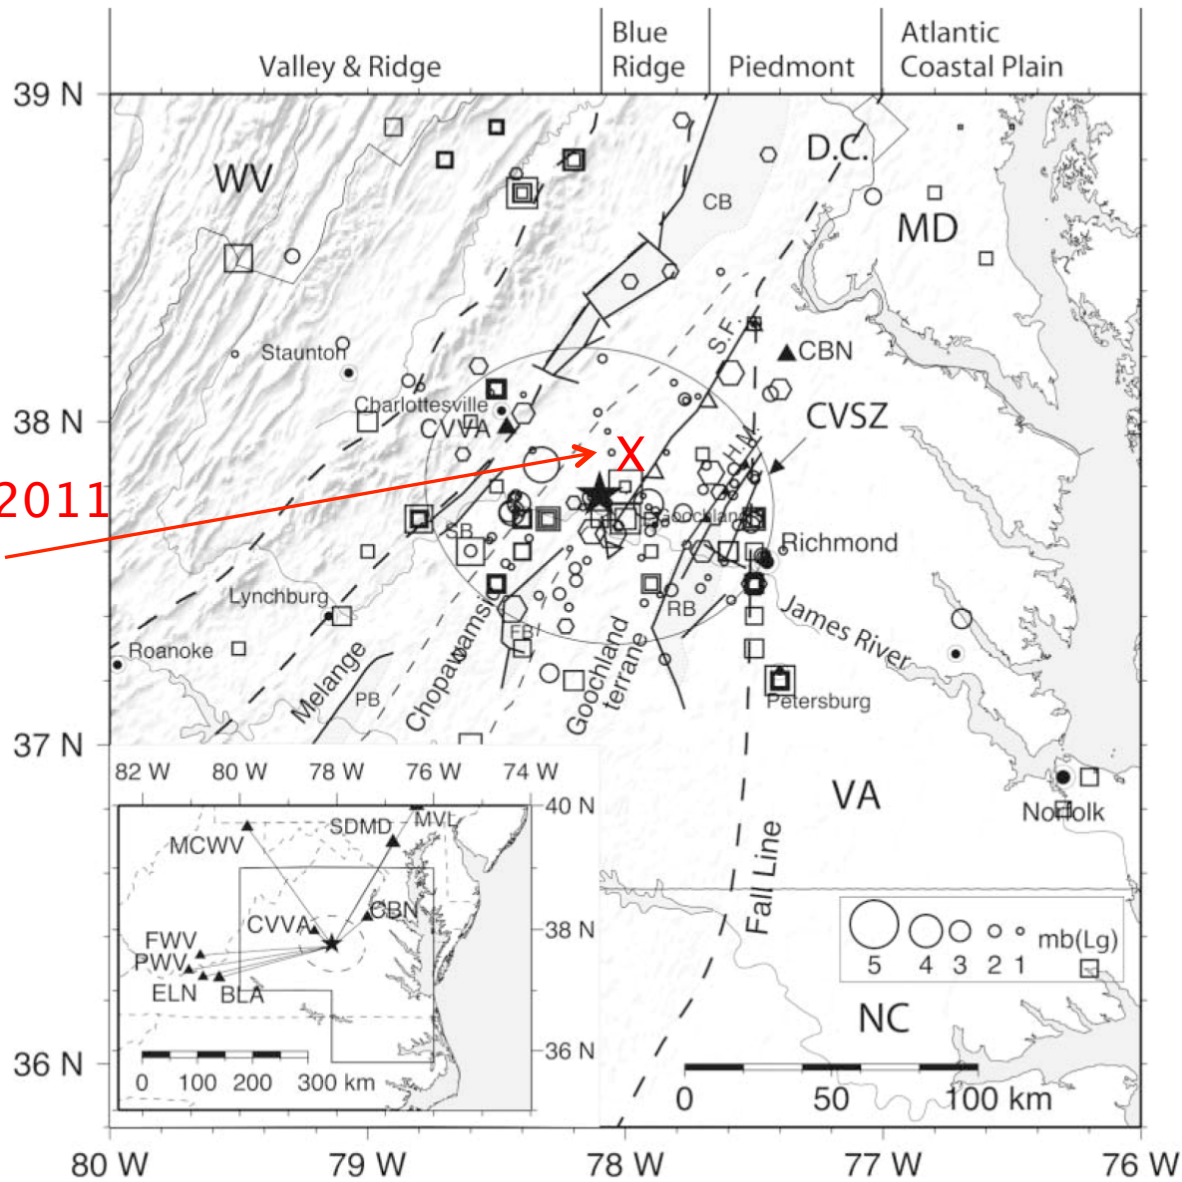 Valley & Ridge
Blue
Ridge
Piedmont
Atlantic
Coastal Plain
39 N
WV
D.C.
CB
MD
S.F.
CBN
Staunton
Charlottesville
CVVA
38 N
CVSZ
X
H.M.
2011
Goochland
SB
Richmond
Lynchburg
RB
FB
James River
Roanoke
Melange
Chopawamsic
Goochland
terrane
PB
Petersburg
37 N
82 W 80 W 78 W 76 W 74 W
VA
Norfolk
40 N
MCWV
SDMD
MVL
Fall Line
CVVA
CBN
38 N
FWV
PWV
ELN
BLA
5 4 3 2 1 mb(Lg)
NC
36 N
0 100 200 300 km
36 N
0 50 100 km
80 W 79 W 78 W 77 W 76 W